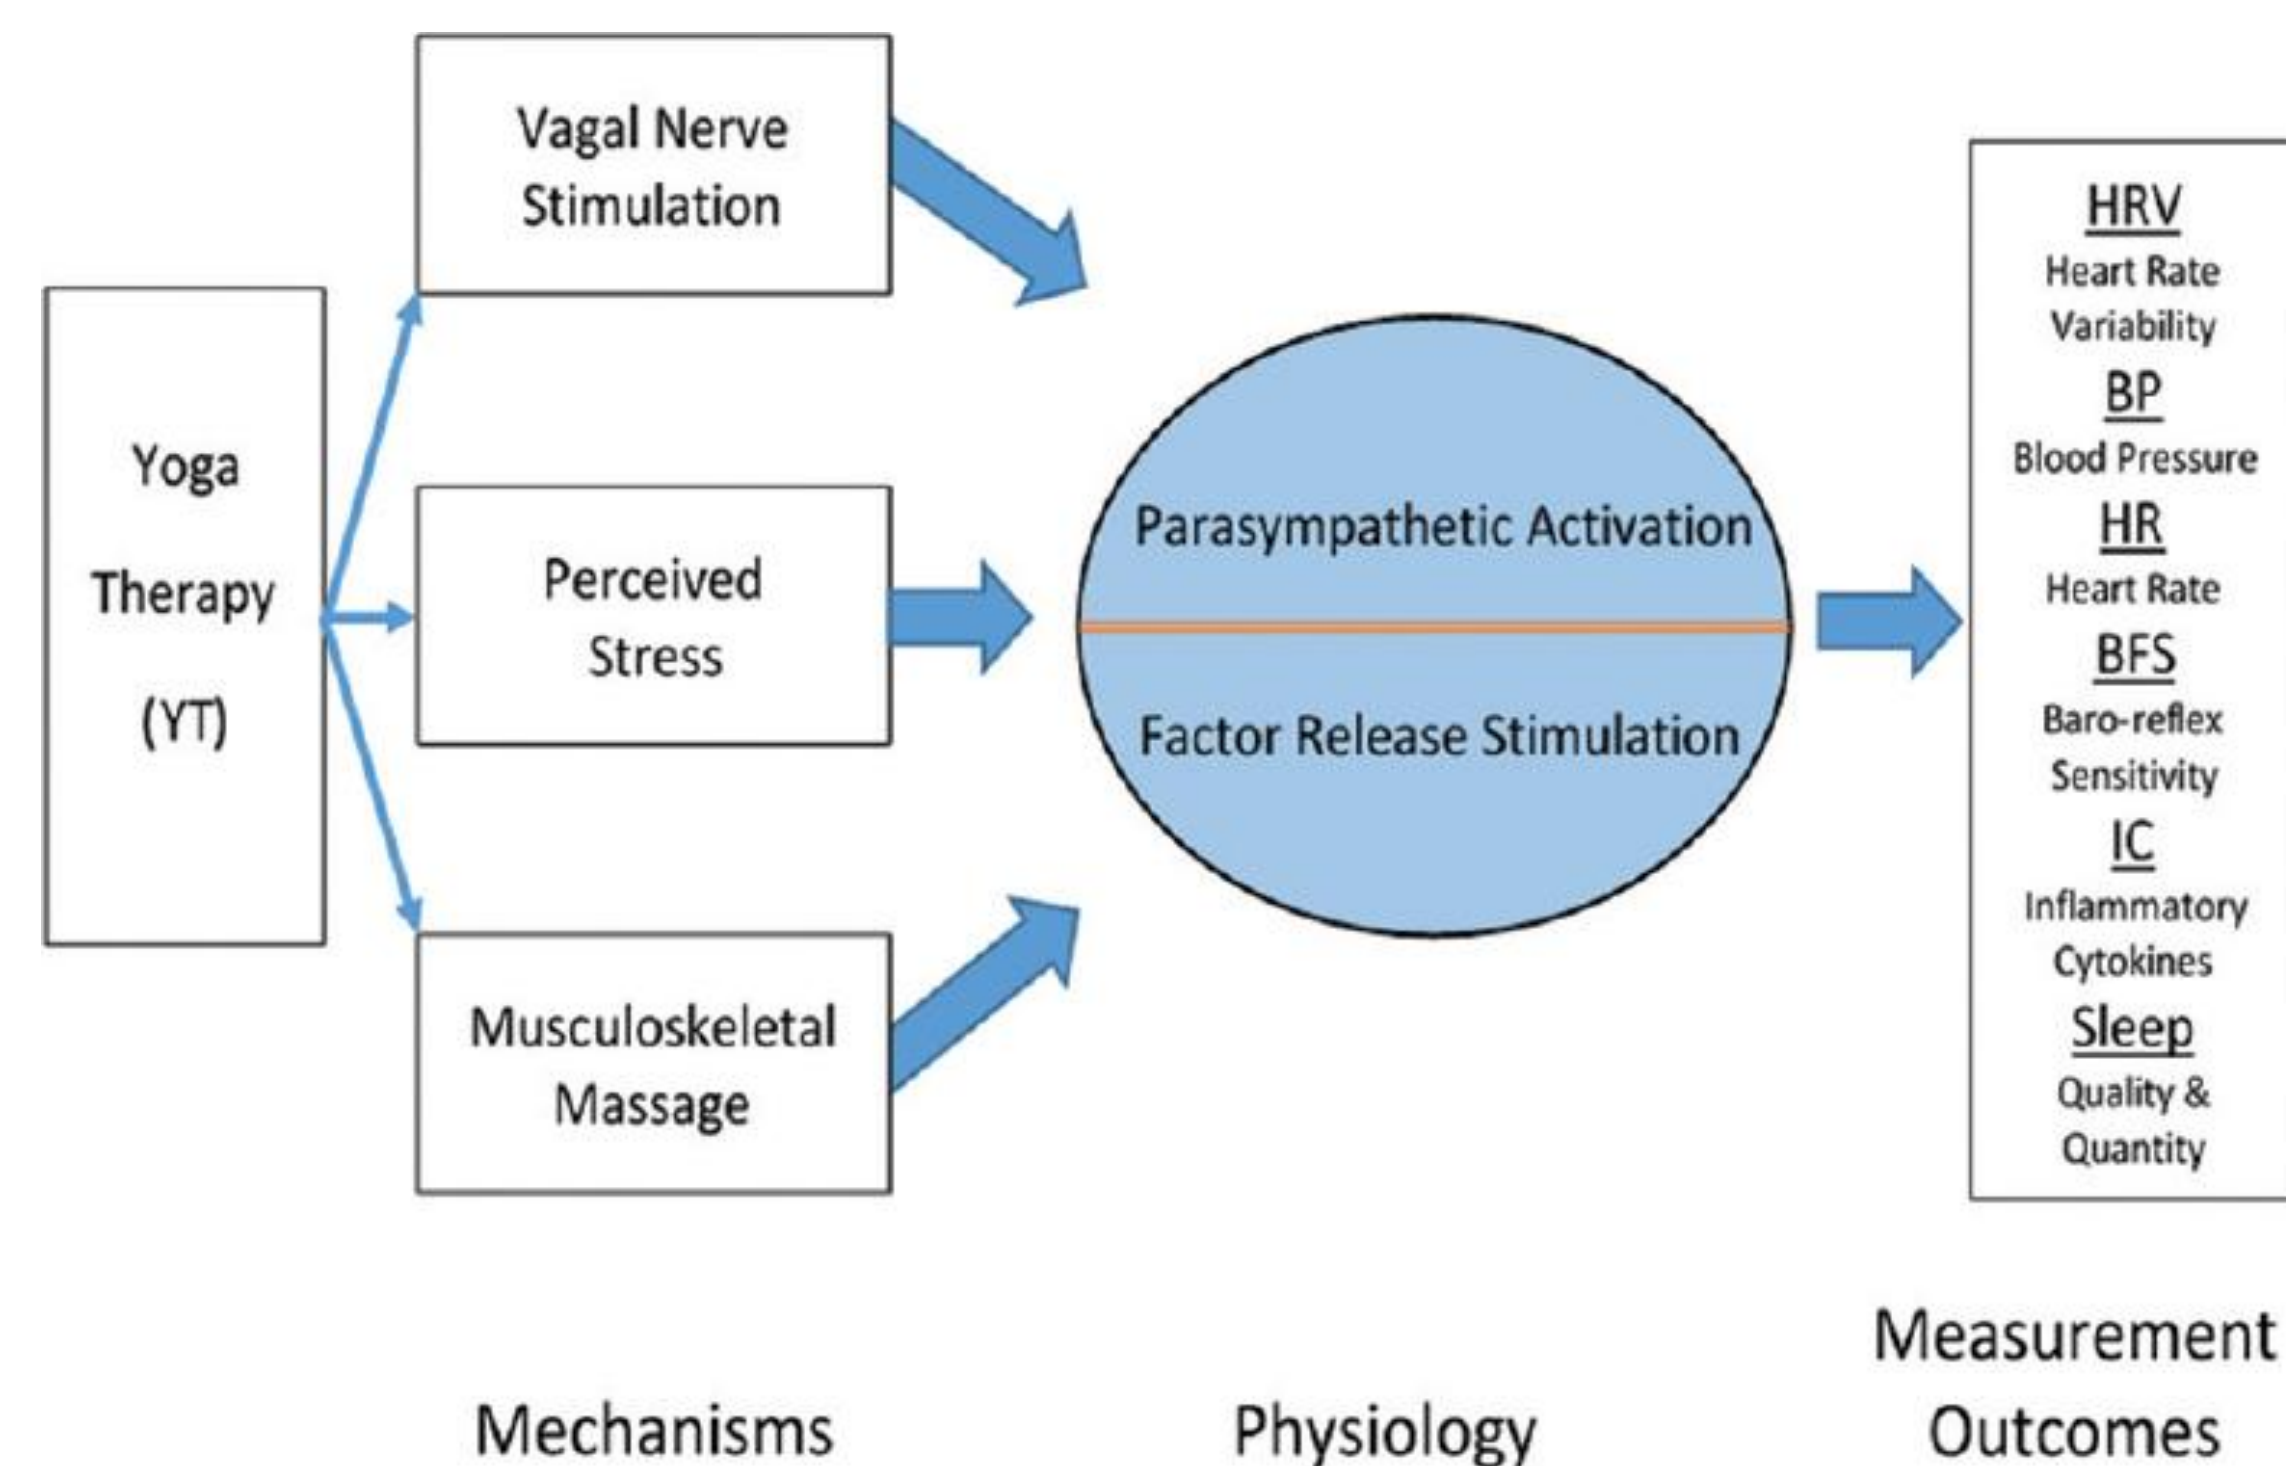 Yoga
Therapy
(YT)
Vagal Nerve
Stimulation
Perceived
Stress
Musculoskeletal
Massage
Parasympathetic Activation
Factor Release Stimulation
HRV
Heart Rate
Variability
BP
Blood Pressure
HR
Heart Rate
BFS
Baro-reflex
Sensitivity
IC
Inflammatory
Cytokines
Sleep
Quality &
Quantity
Mechanisms
Physiology
Measurement
Outcomes